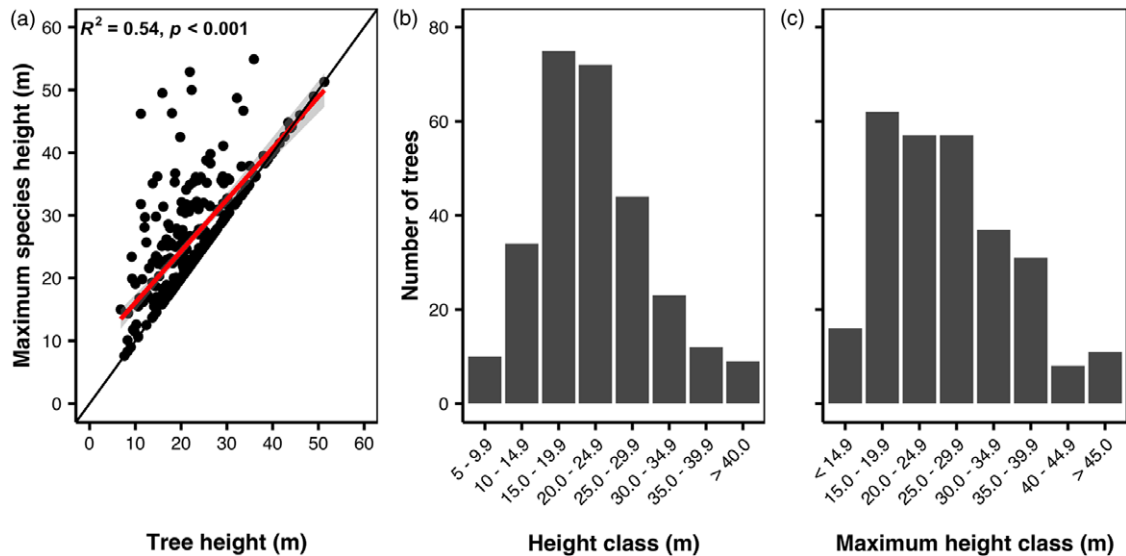 (a)
R² = 0.54, p < 0.001
Maximum species height (m)
60
50
40
30
20
10
0
0 10 20 30 40 50 60
Tree height (m)
(b)
Number of trees
80
60
40
20
0
5 - 9.9
10 - 14.9
15.0 - 19.9
20.0 - 24.9
25.0 - 29.9
30.0 - 34.9
35.0 - 39.9
> 40.0
Height class (m)
(c)
< 14.9
15.0 - 19.9
20.0 - 24.9
25.0 - 29.9
30.0 - 34.9
35.0 - 39.9
40 - 44.9
> 45.0
Maximum height class (m)